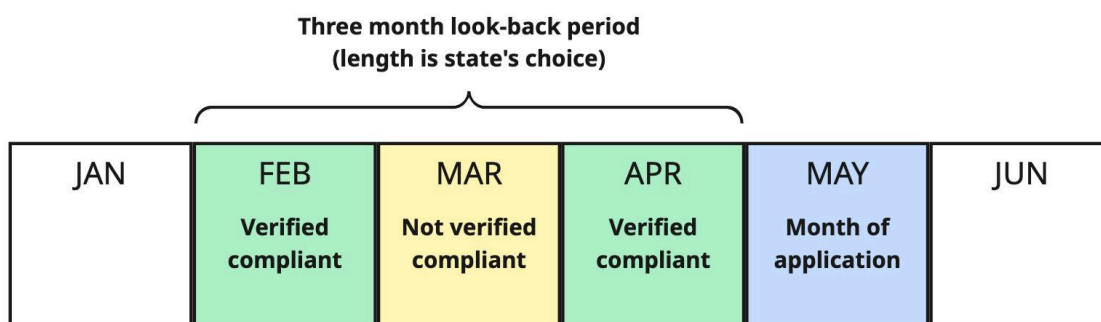 Three month look-back period
(length is state's choice)
JAN
FEB
MAR
APR
MAY
JUN
Verified
compliant
Not verified
compliant
Verified
compliant
Month of
application